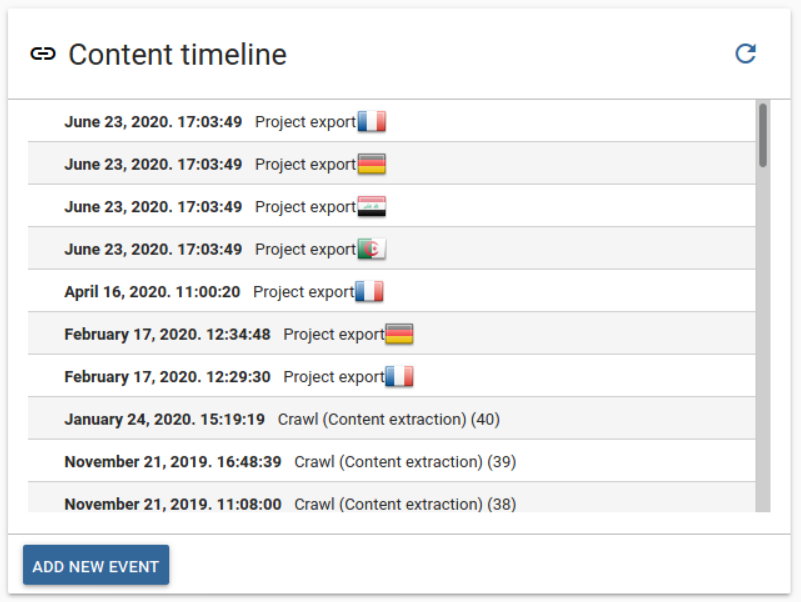 Content timeline
June 23, 2020. 17:03:49 Project export
June 23, 2020. 17:03:49 Project export
June 23, 2020. 17:03:49 Project export
June 23, 2020. 17:03:49 Project export
April 16, 2020. 11:00:20 Project export
February 17, 2020. 12:34:48 Project export
February 17, 2020. 12:29:30 Project export
January 24, 2020. 15:19:19 Crawl (Content extraction) (40)
November 21, 2019. 16:48:39 Crawl (Content extraction) (39)
November 21, 2019. 11:08:00 Crawl (Content extraction) (38)
ADD NEW EVENT